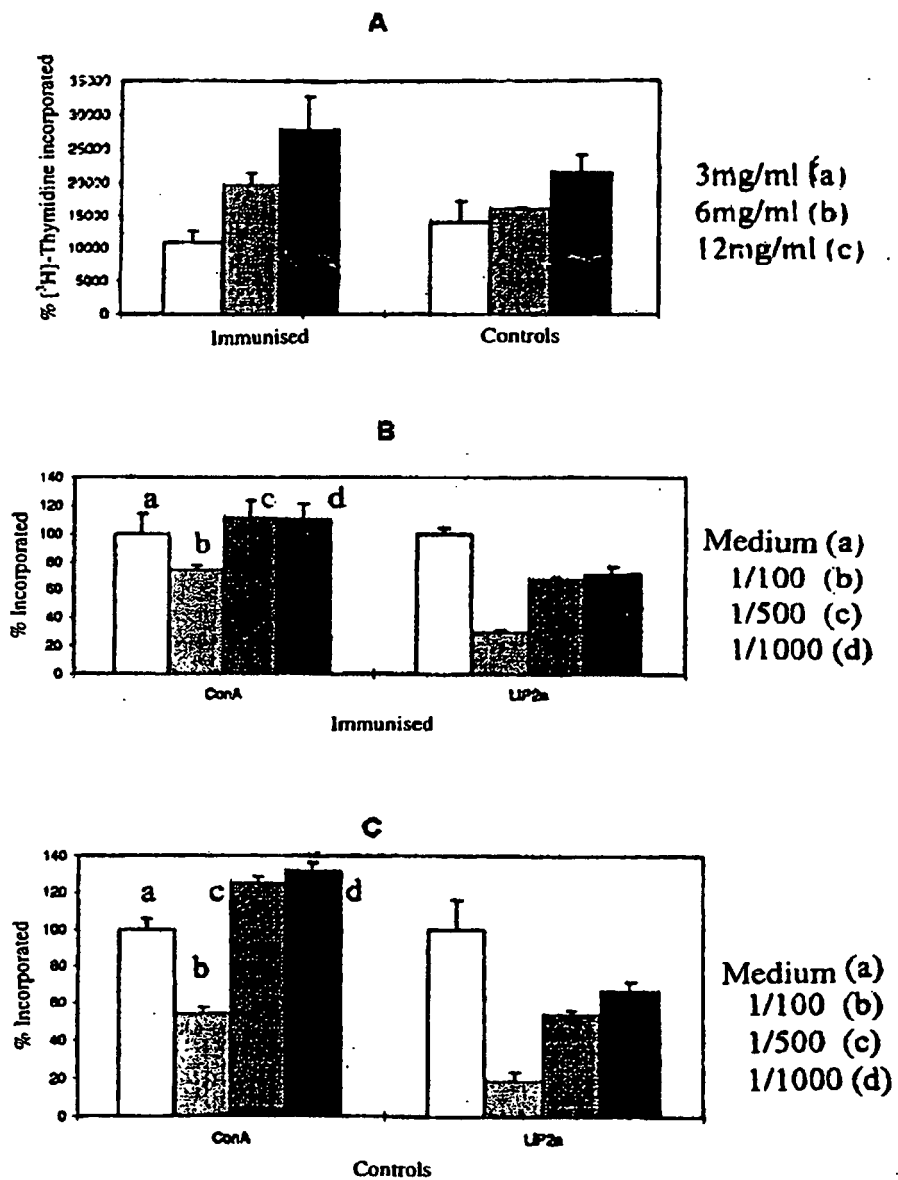 A
% [³H]-Thymidine incorporated
35000
30000
25000
20000
15000
10000
5000
0
Immunised
Controls
3mg/ml (a)
6mg/ml (b)
12mg/ml (c)
B
% Incorporated
140
120
100
80
60
40
20
0
a
b
c
d
ConA
LiP2a
Immunised
Medium (a)
1/100 (b)
1/500 (c)
1/1000 (d)
C
% Incorporated
140
120
100
80
60
40
20
0
a
b
c
d
ConA
LiP2a
Controls
Medium (a)
1/100 (b)
1/500 (c)
1/1000 (d)